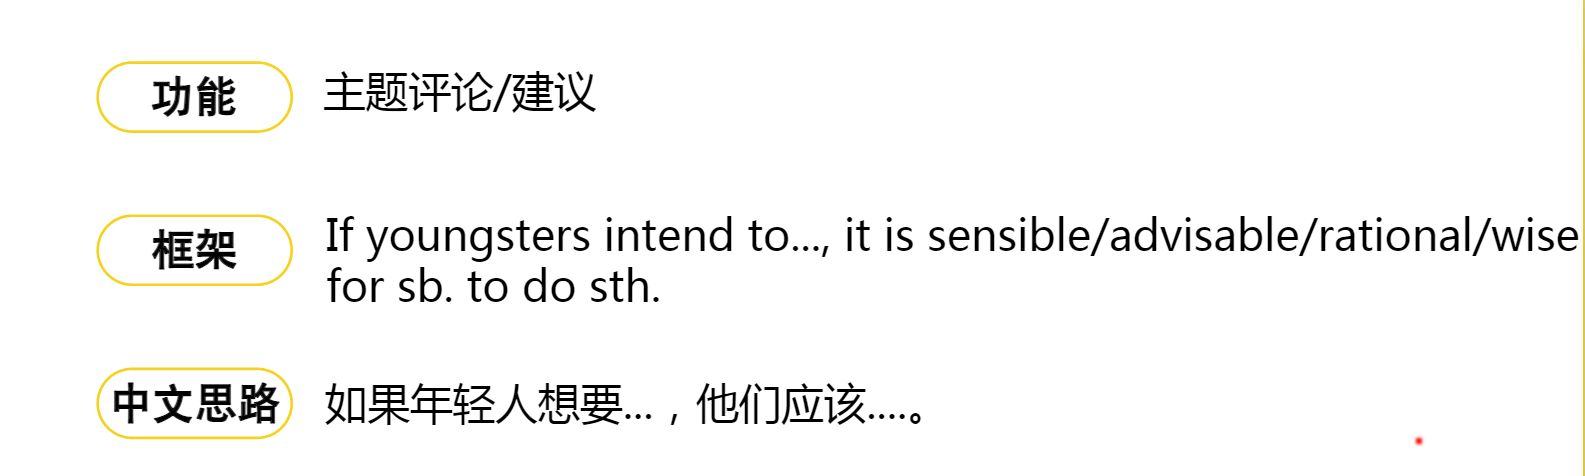 功能 主题评论/建议
框架 If youngsters intend to..., it is sensible/advisable/rational/wise
for sb. to do sth.
中文思路 如果年轻人想要...，他们应该....。